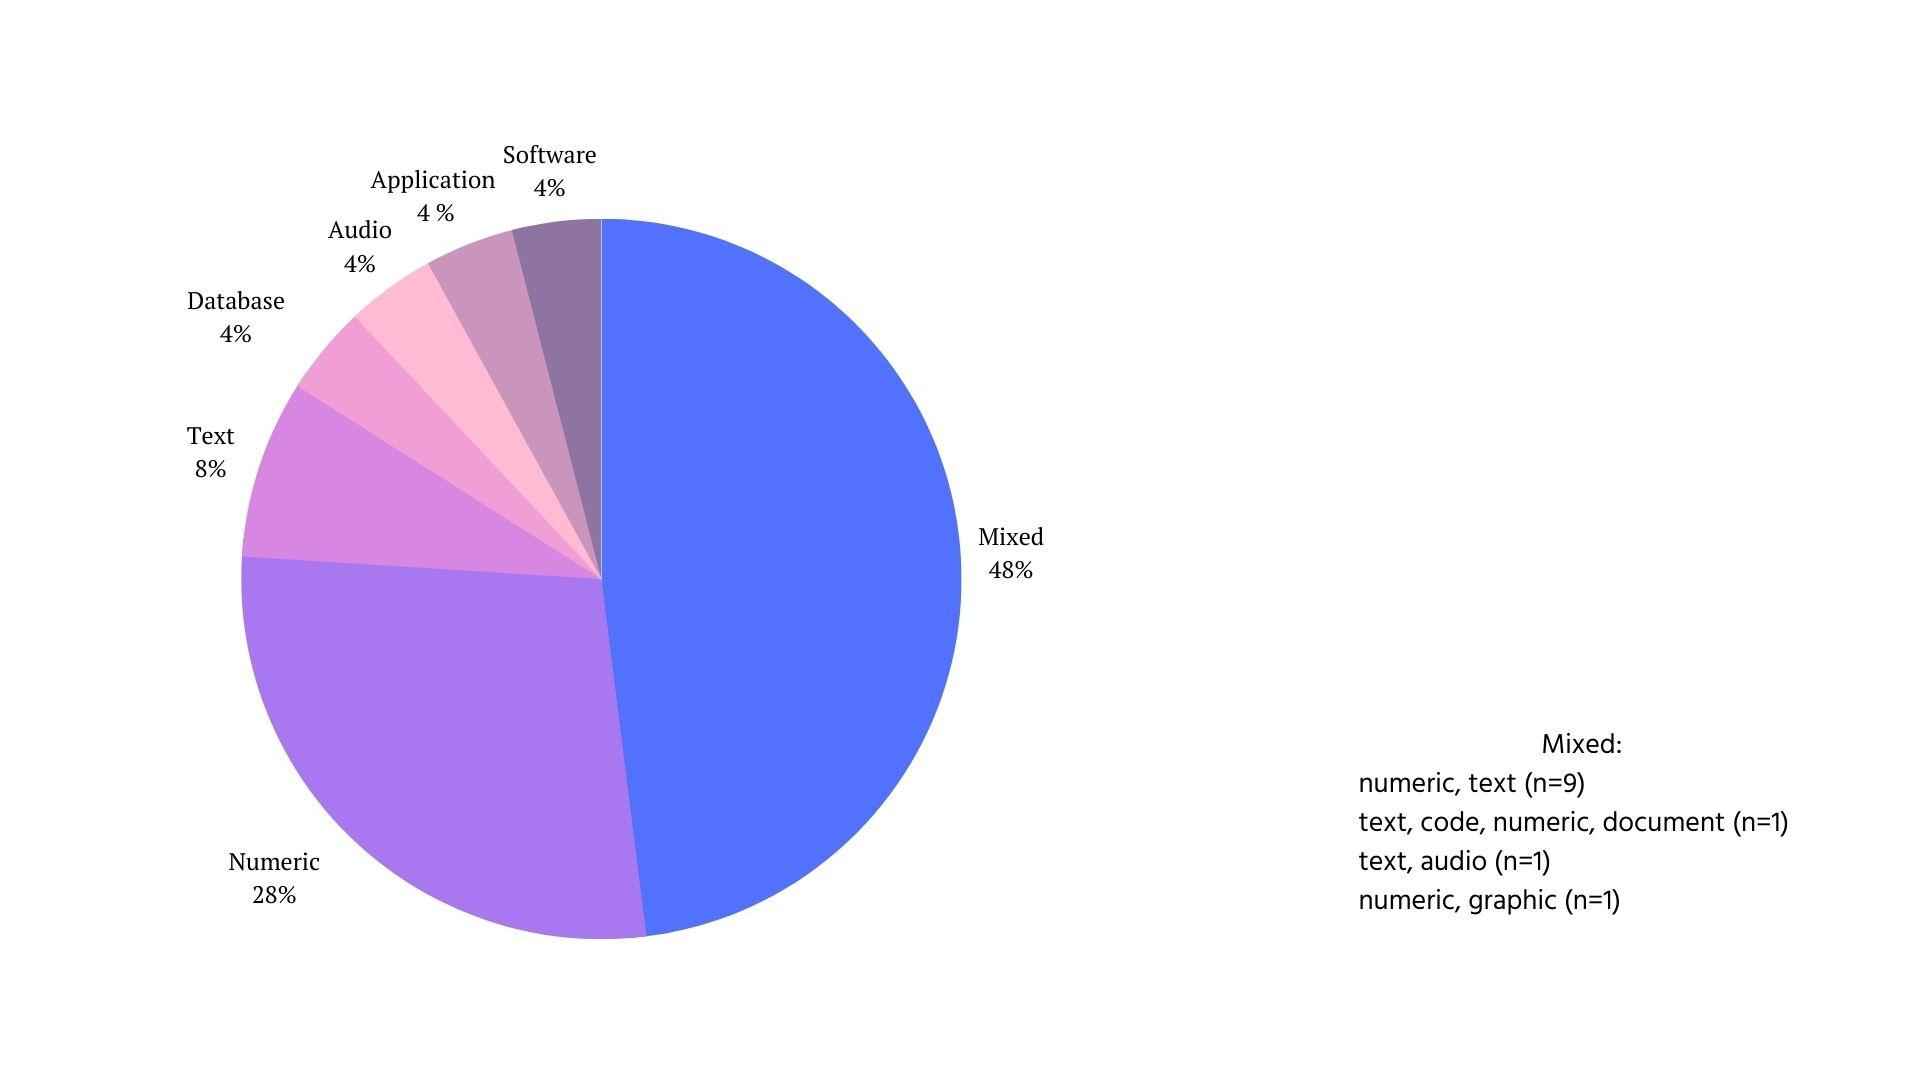 Software
4%
Application
4 %
Audio
4%
Database
4%
Text
8%
Mixed
48%
Numeric
28%
Mixed:
numeric, text (n=9)
text, code, numeric, document (n=1)
text, audio (n=1)
numeric, graphic (n=1)